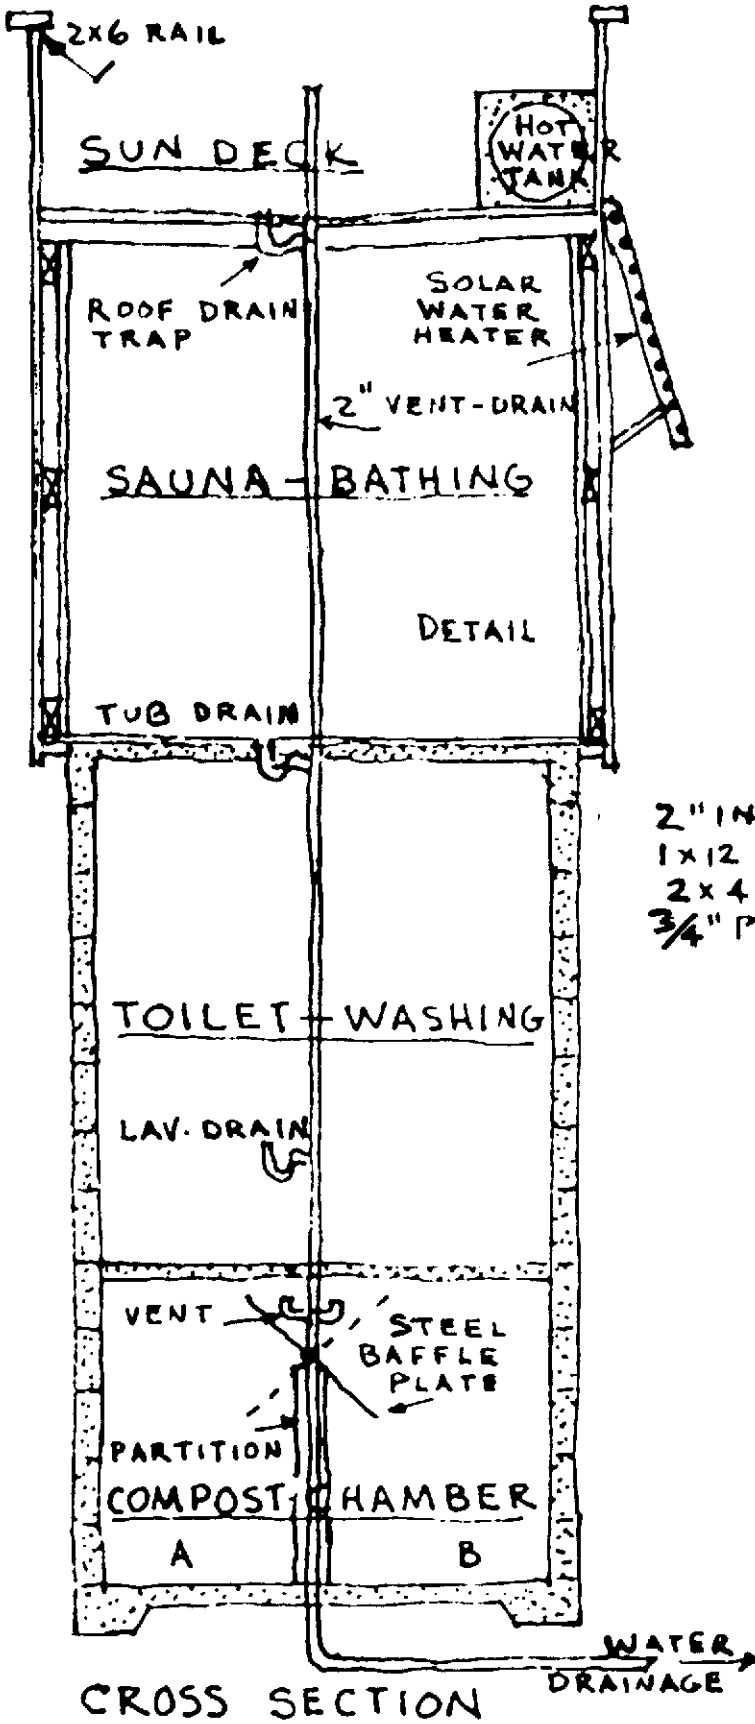 2x6 RAIL
SUN DECK
HOT
WATER
TANK
ROOF DRAIN
TRAP
SOLAR
WATER
HEATER
2" VENT-DRAIN
SAUNA - BATHING
DETAIL
TUB DRAIN
2" IN
1x12
2x4
3/4" P
TOILET - WASHING
LAV. DRAIN
VENT
STEEL
BAFFLE
PLATE
PARTITION
COMPOST CHAMBER
A B
WATER
DRAINAGE
CROSS SECTION